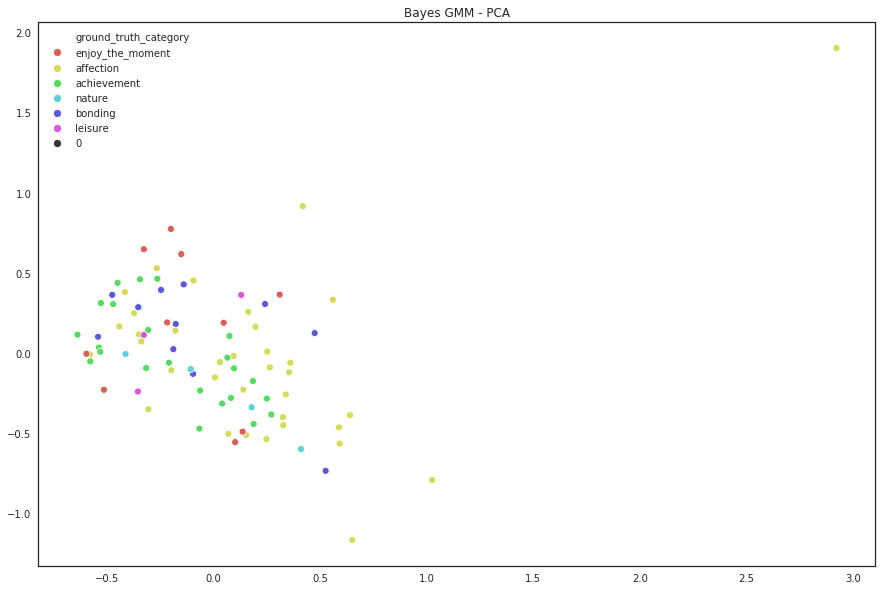 Bayes GMM - PCA
ground_truth_category
enjoy_the_moment
affection
achievement
nature
bonding
leisure
0
2.0
1.5
1.0
0.5
0.0
−0.5
−1.0
−0.5
0.0
0.5
1.0
1.5
2.0
2.5
3.0